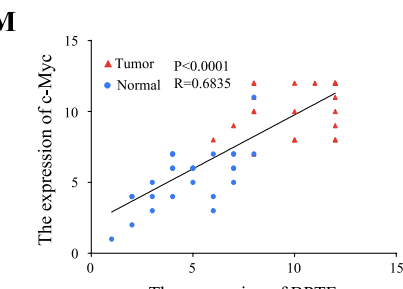 M
15
Tumor
P<0.0001
Normal
R=0.6835
The expression of c-Myc
10
5
0
0
5
10
15